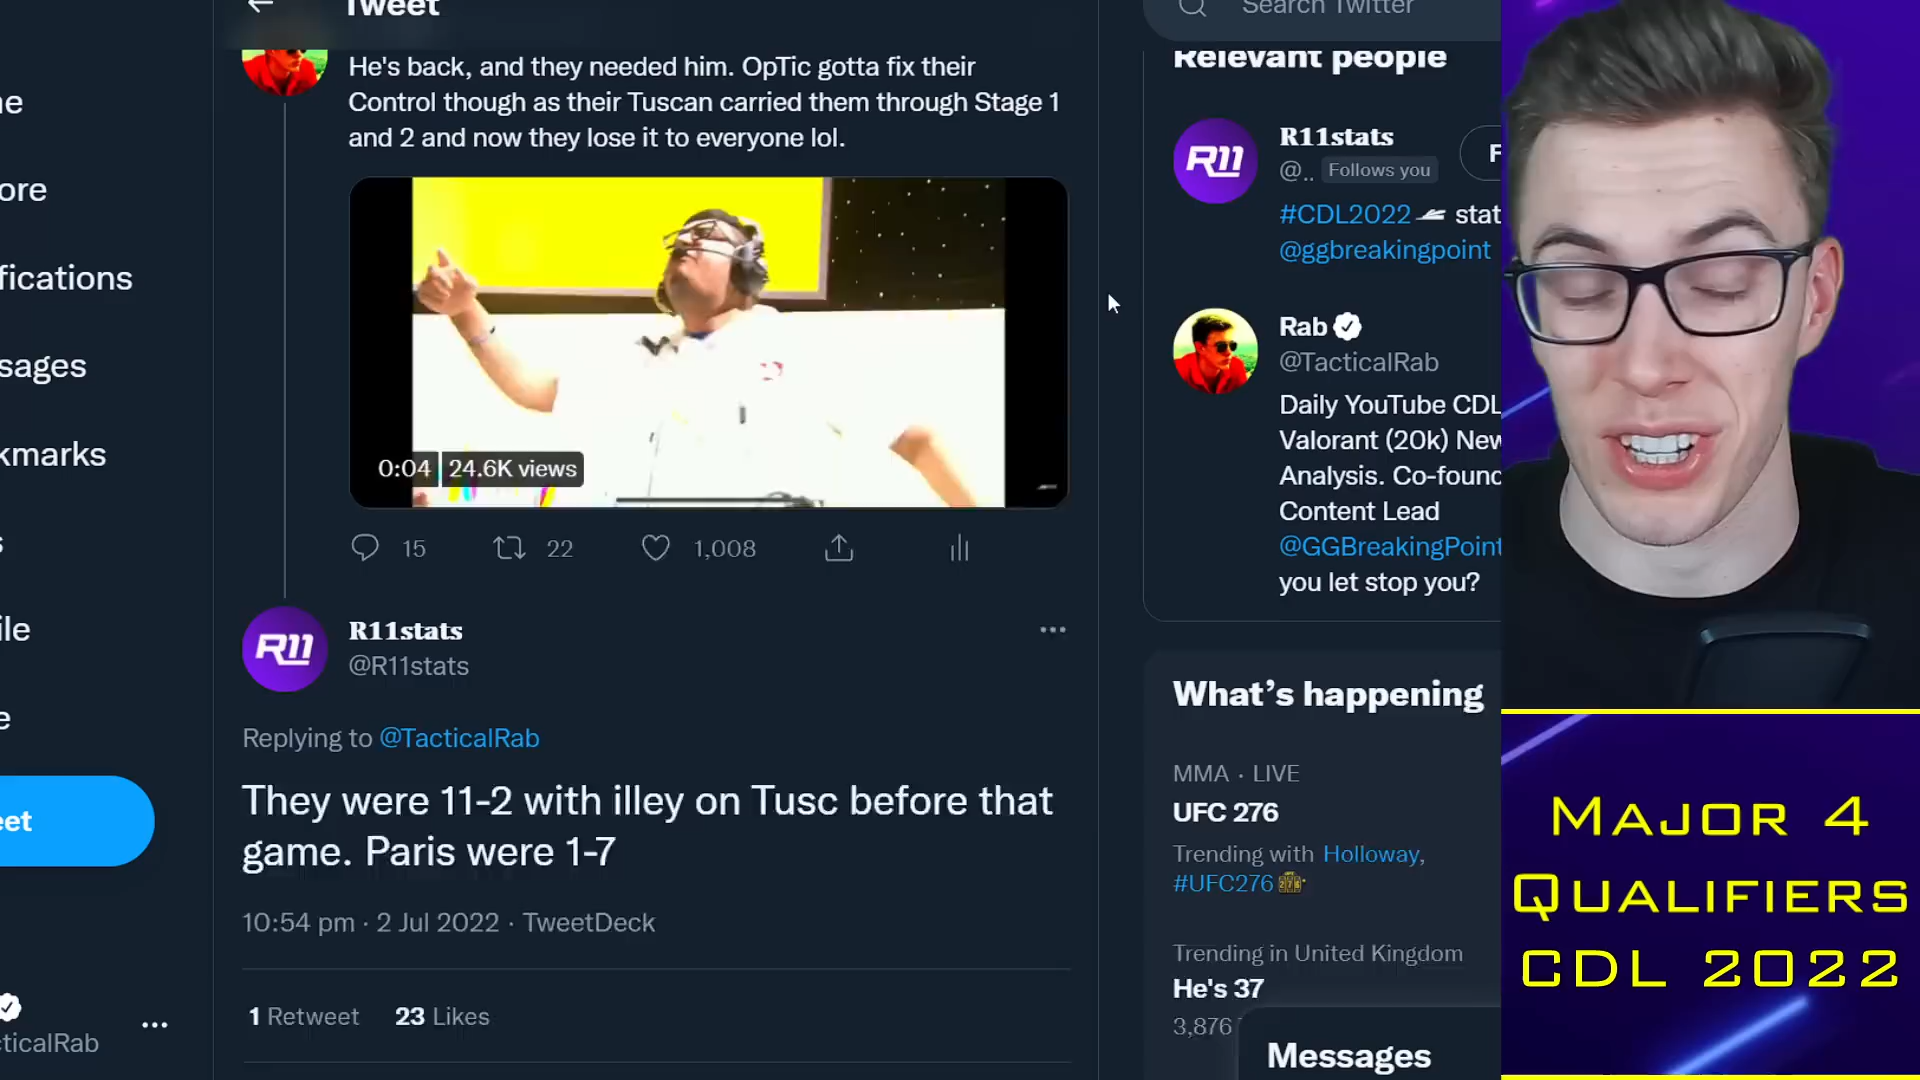 Tweet
Search Twitter
He's back, and they needed him. OpTic gotta fix their
Control though as their Tuscan carried them through Stage 1
and 2 and now they lose it to everyone lol.
0:04
24.6K views
15
22
1,008
R11stats
@R11stats
Replying to @TacticalRab
They were 11-2 with illey on Tusc before that
game. Paris were 1-7
10:54 pm · 2 Jul 2022 · TweetDeck
1 Retweet
23 Likes
ne
ore
fications
sages
kmarks
s
ile
e
eet
cticalRab
Relevant people
R11
R11stats
@..
Follows you
F
#CDL2022 stat
@ggbreakingpoint
Rab
@TacticalRab
Daily YouTube CDL
Valorant (20k) New
Analysis. Co-found
Content Lead
@GGBreakingPoint
you let stop you?
R11
What's happening
MMA · LIVE
UFC 276
Trending with Holloway,
#UFC276
Trending in United Kingdom
He's 37
3,876
Messages
Major 4
Qualifiers
CDL 2022